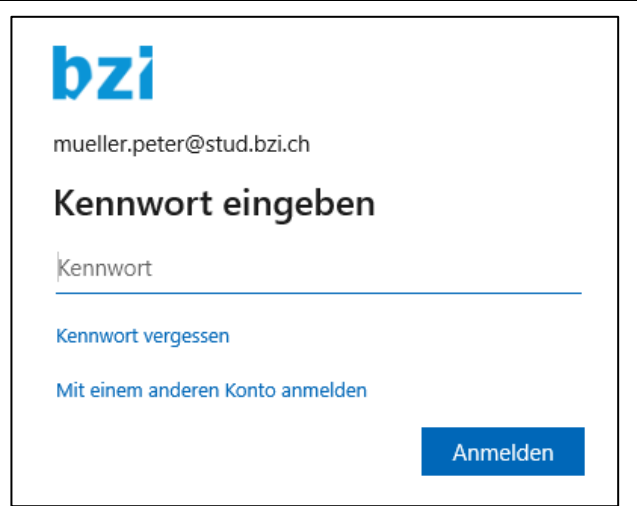 bzi
mueller.peter@stud.bzi.ch
Kennwort eingeben
Kennwort
Kennwort vergessen
Mit einem anderen Konto anmelden
Anmelden